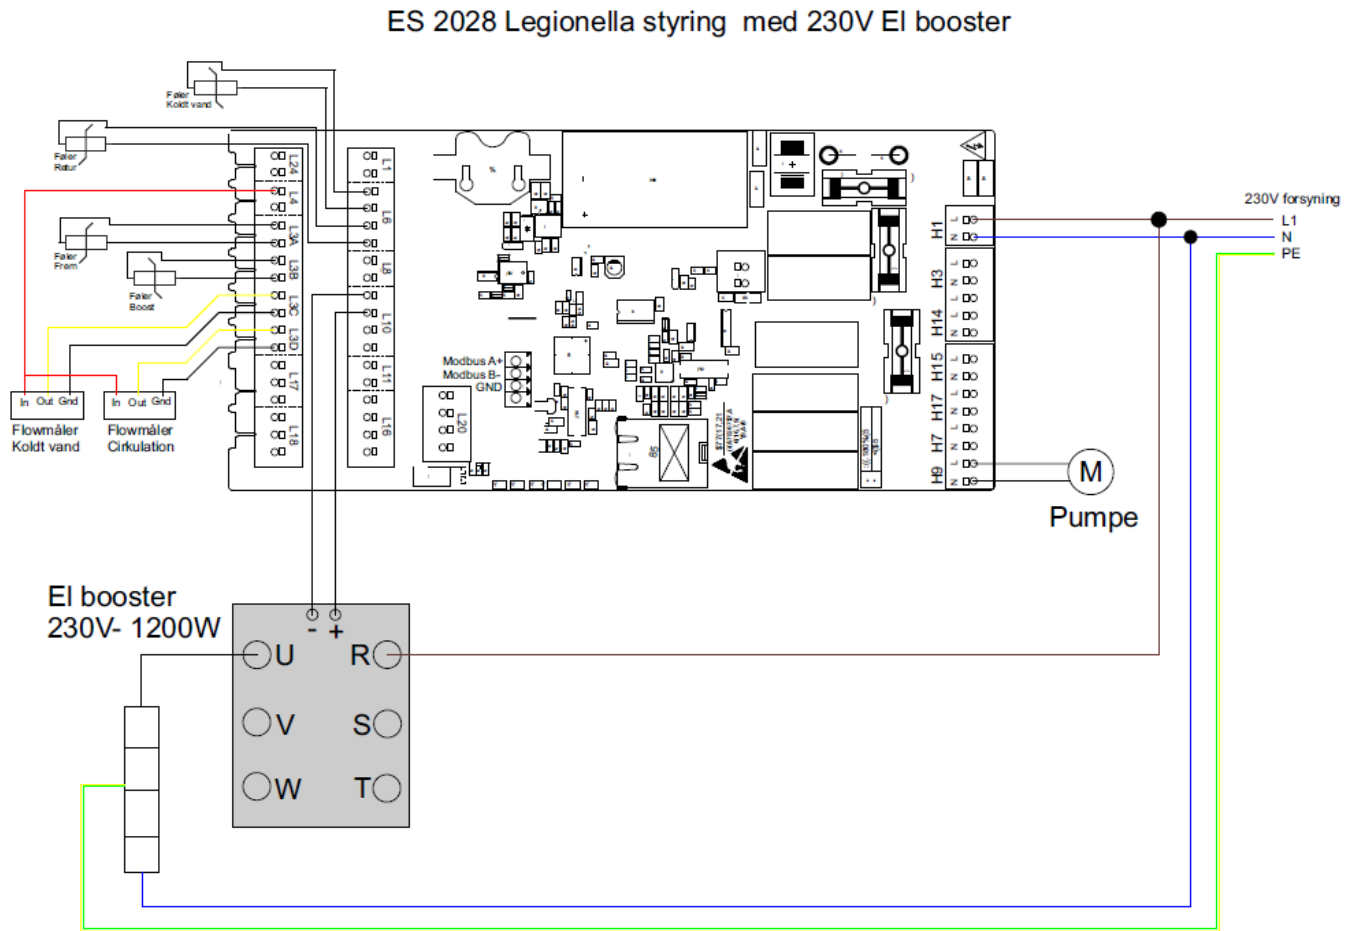 ES 2028 Legionella styring med 230V El booster
Føler
Koldt vand
Føler
Retur
Føler
Frem
Føler
Boost
L24
L4
L3A
L3B
L3C
L3D
L17
L18
L1
L6
L8
L10
L11
L16
L20
Modbus A+
Modbus B-
GND
H1
L
N
H3
L
N
L
H14
L
N
H15
L
N
H17
L
N
H7
L
N
H9
L
N
230V forsyning
L1
N
PE
In Out Gnd
In Out Gnd
Flowmåler
Koldt vand
Flowmåler
Cirkulation
M
Pumpe
El booster
230V- 1200W
- +
U R
V S
W T